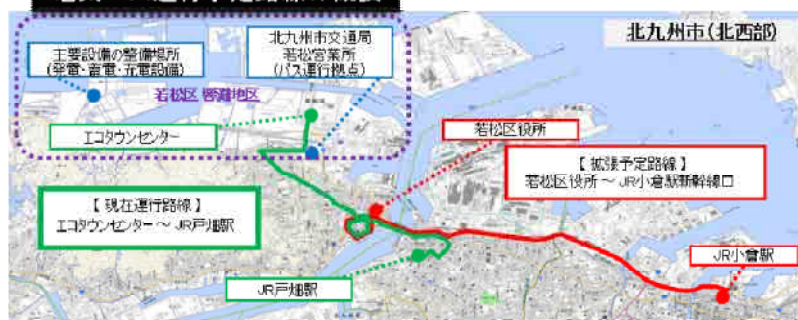 北九州市(北西部)
主要設備の整備場所
(発電・蓄電・充電設備)
北九州市交通局
若松営業所
(バス運行拠点)
若松区 響灘地区
エコタウンセンター
若松区役所
【 拡張予定路線 】
若松区役所 ～ JR小倉駅新幹線口
【 現在運行路線 】
エコタウンセンター ～ JR戸畑駅
JR小倉駅
JR戸畑駅